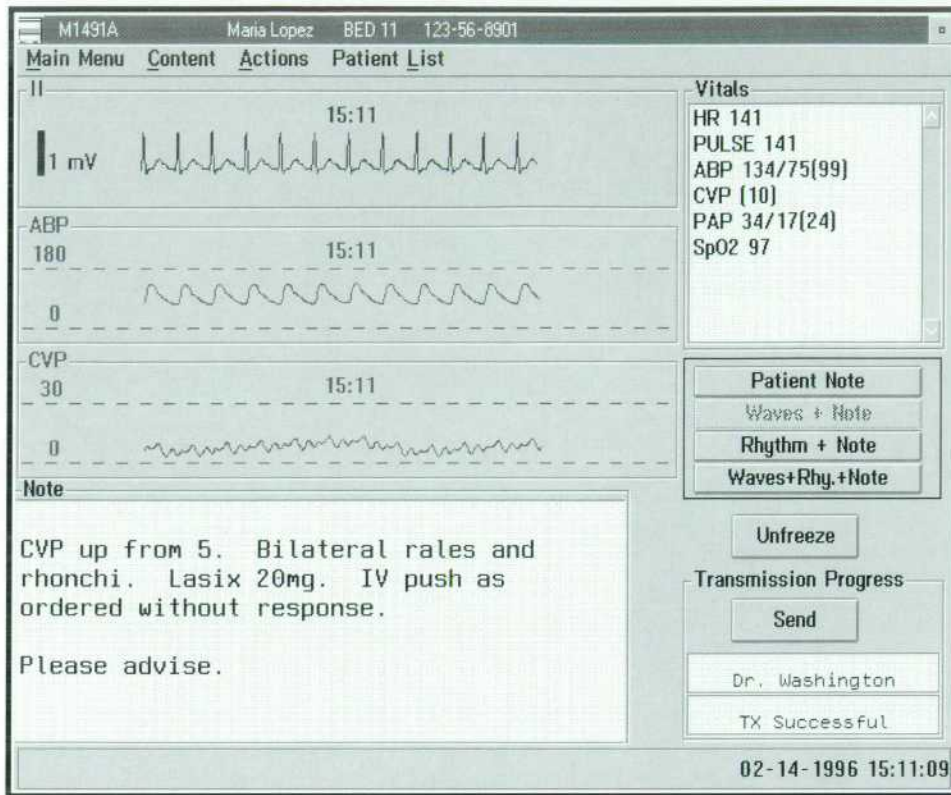 M1491A Maria Lopez BED 11 123-56-8901
Main Menu Content Actions Patient List
II
15:11
1 mV
ABP
180
15:11
0
CVP
30
15:11
0
Vitals
HR 141
PULSE 141
ABP 134/75(99)
CVP (10)
PAP 34/17(24)
SpO2 97
Patient Note
Waves + Note
Rhythm + Note
Waves+Rhy.+Note
Note
CVP up from 5. Bilateral rales and
rhonchi. Lasix 20mg. IV push as
ordered without response.
Please advise.
Unfreeze
Transmission Progress
Send
Dr. Washington
TX Successful
02-14-1996 15:11:09